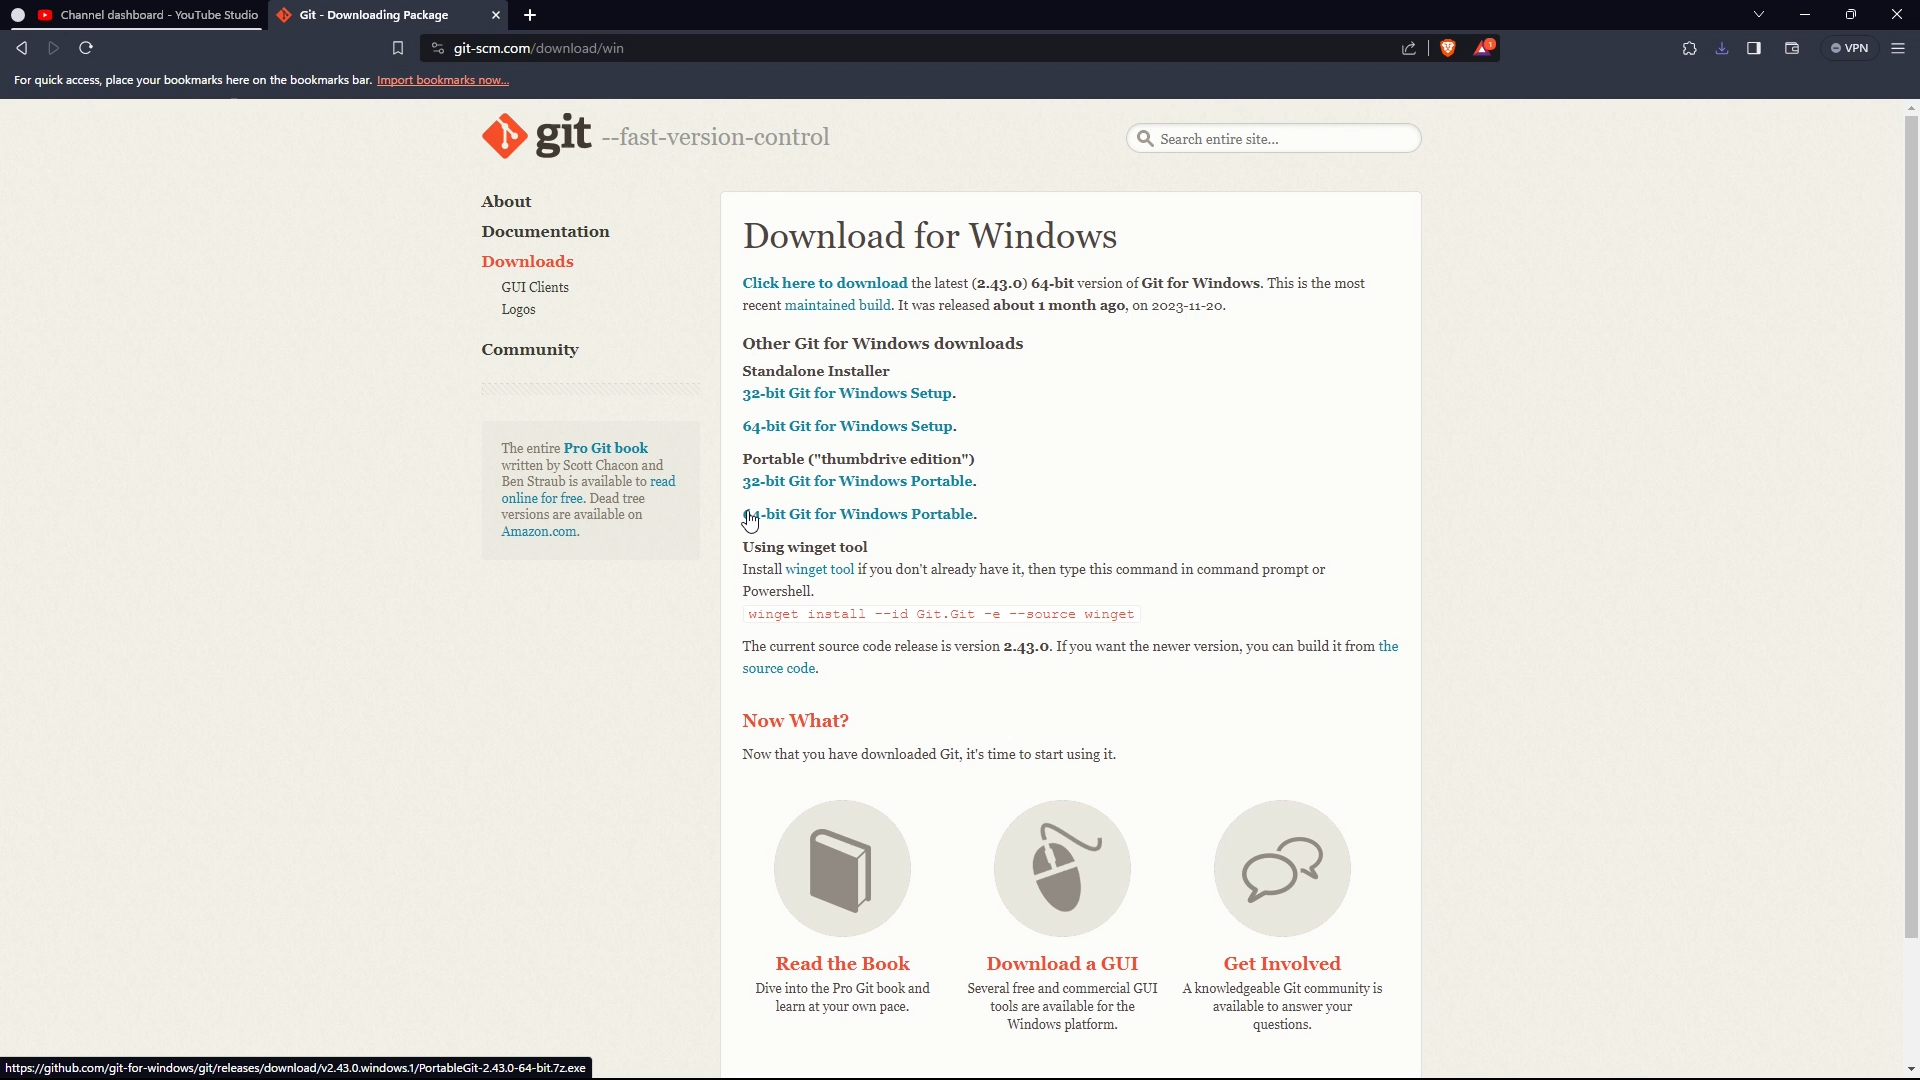 Channel dashboard - YouTube Studio
Git - Downloading Package
git-scm.com/download/win
1
VPN
For quick access, place your bookmarks here on the bookmarks bar. Import bookmarks now...
git --fast-version-control
Search entire site...
About
Documentation
Downloads
GUI Clients
Logos
Community
The entire Pro Git book
written by Scott Chacon and
Ben Straub is available to read
online for free. Dead tree
versions are available on
Amazon.com.
Download for Windows
Click here to download the latest (2.43.0) 64-bit version of Git for Windows. This is the most
recent maintained build. It was released about 1 month ago, on 2023-11-20.
Other Git for Windows downloads
Standalone Installer
32-bit Git for Windows Setup.
64-bit Git for Windows Setup.
Portable ("thumbdrive edition")
32-bit Git for Windows Portable.
64-bit Git for Windows Portable.
Using winget tool
Install winget tool if you don't already have it, then type this command in command prompt or
Powershell.
winget install --id Git.Git -e --source winget
The current source code release is version 2.43.0. If you want the newer version, you can build it from the
source code.
Now What?
Now that you have downloaded Git, it's time to start using it.
Read the Book
Dive into the Pro Git book and
learn at your own pace.
Download a GUI
Several free and commercial GUI
tools are available for the
Windows platform.
Get Involved
A knowledgeable Git community is
available to answer your
questions.
https://github.com/git-for-windows/git/releases/download/v2.43.0.windows.1/PortableGit-2.43.0-64-bit.7z.exe